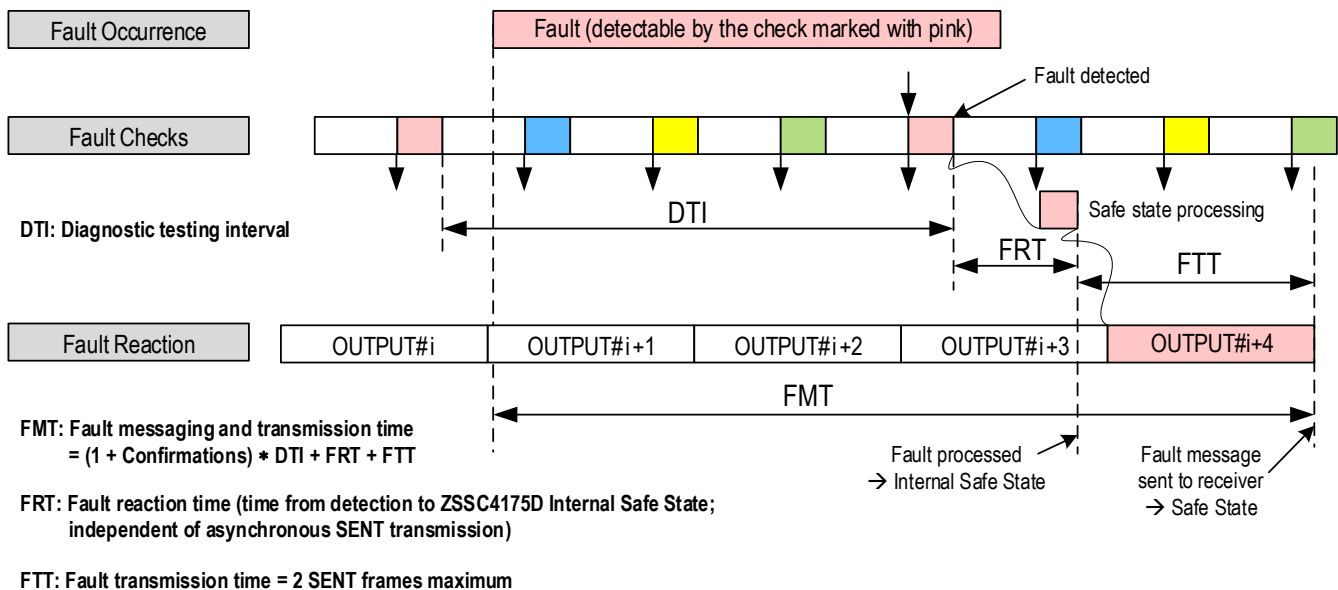 Fault Occurrence
Fault (detectable by the check marked with pink)
Fault detected
Fault Checks
Safe state processing
DTI
DTI: Diagnostic testing interval
FRT
FTT
Fault Reaction
OUTPUT#i
OUTPUT#i+1
OUTPUT#i+2
OUTPUT#i+3
OUTPUT#i+4
FMT
FMT: Fault messaging and transmission time
= (1 + Confirmations) * DTI + FRT + FTT
Fault processed
→ Internal Safe State
Fault message
sent to receiver
→ Safe State
FRT: Fault reaction time (time from detection to ZSSC4175D Internal Safe State;
independent of asynchronous SENT transmission)
FTT: Fault transmission time = 2 SENT frames maximum